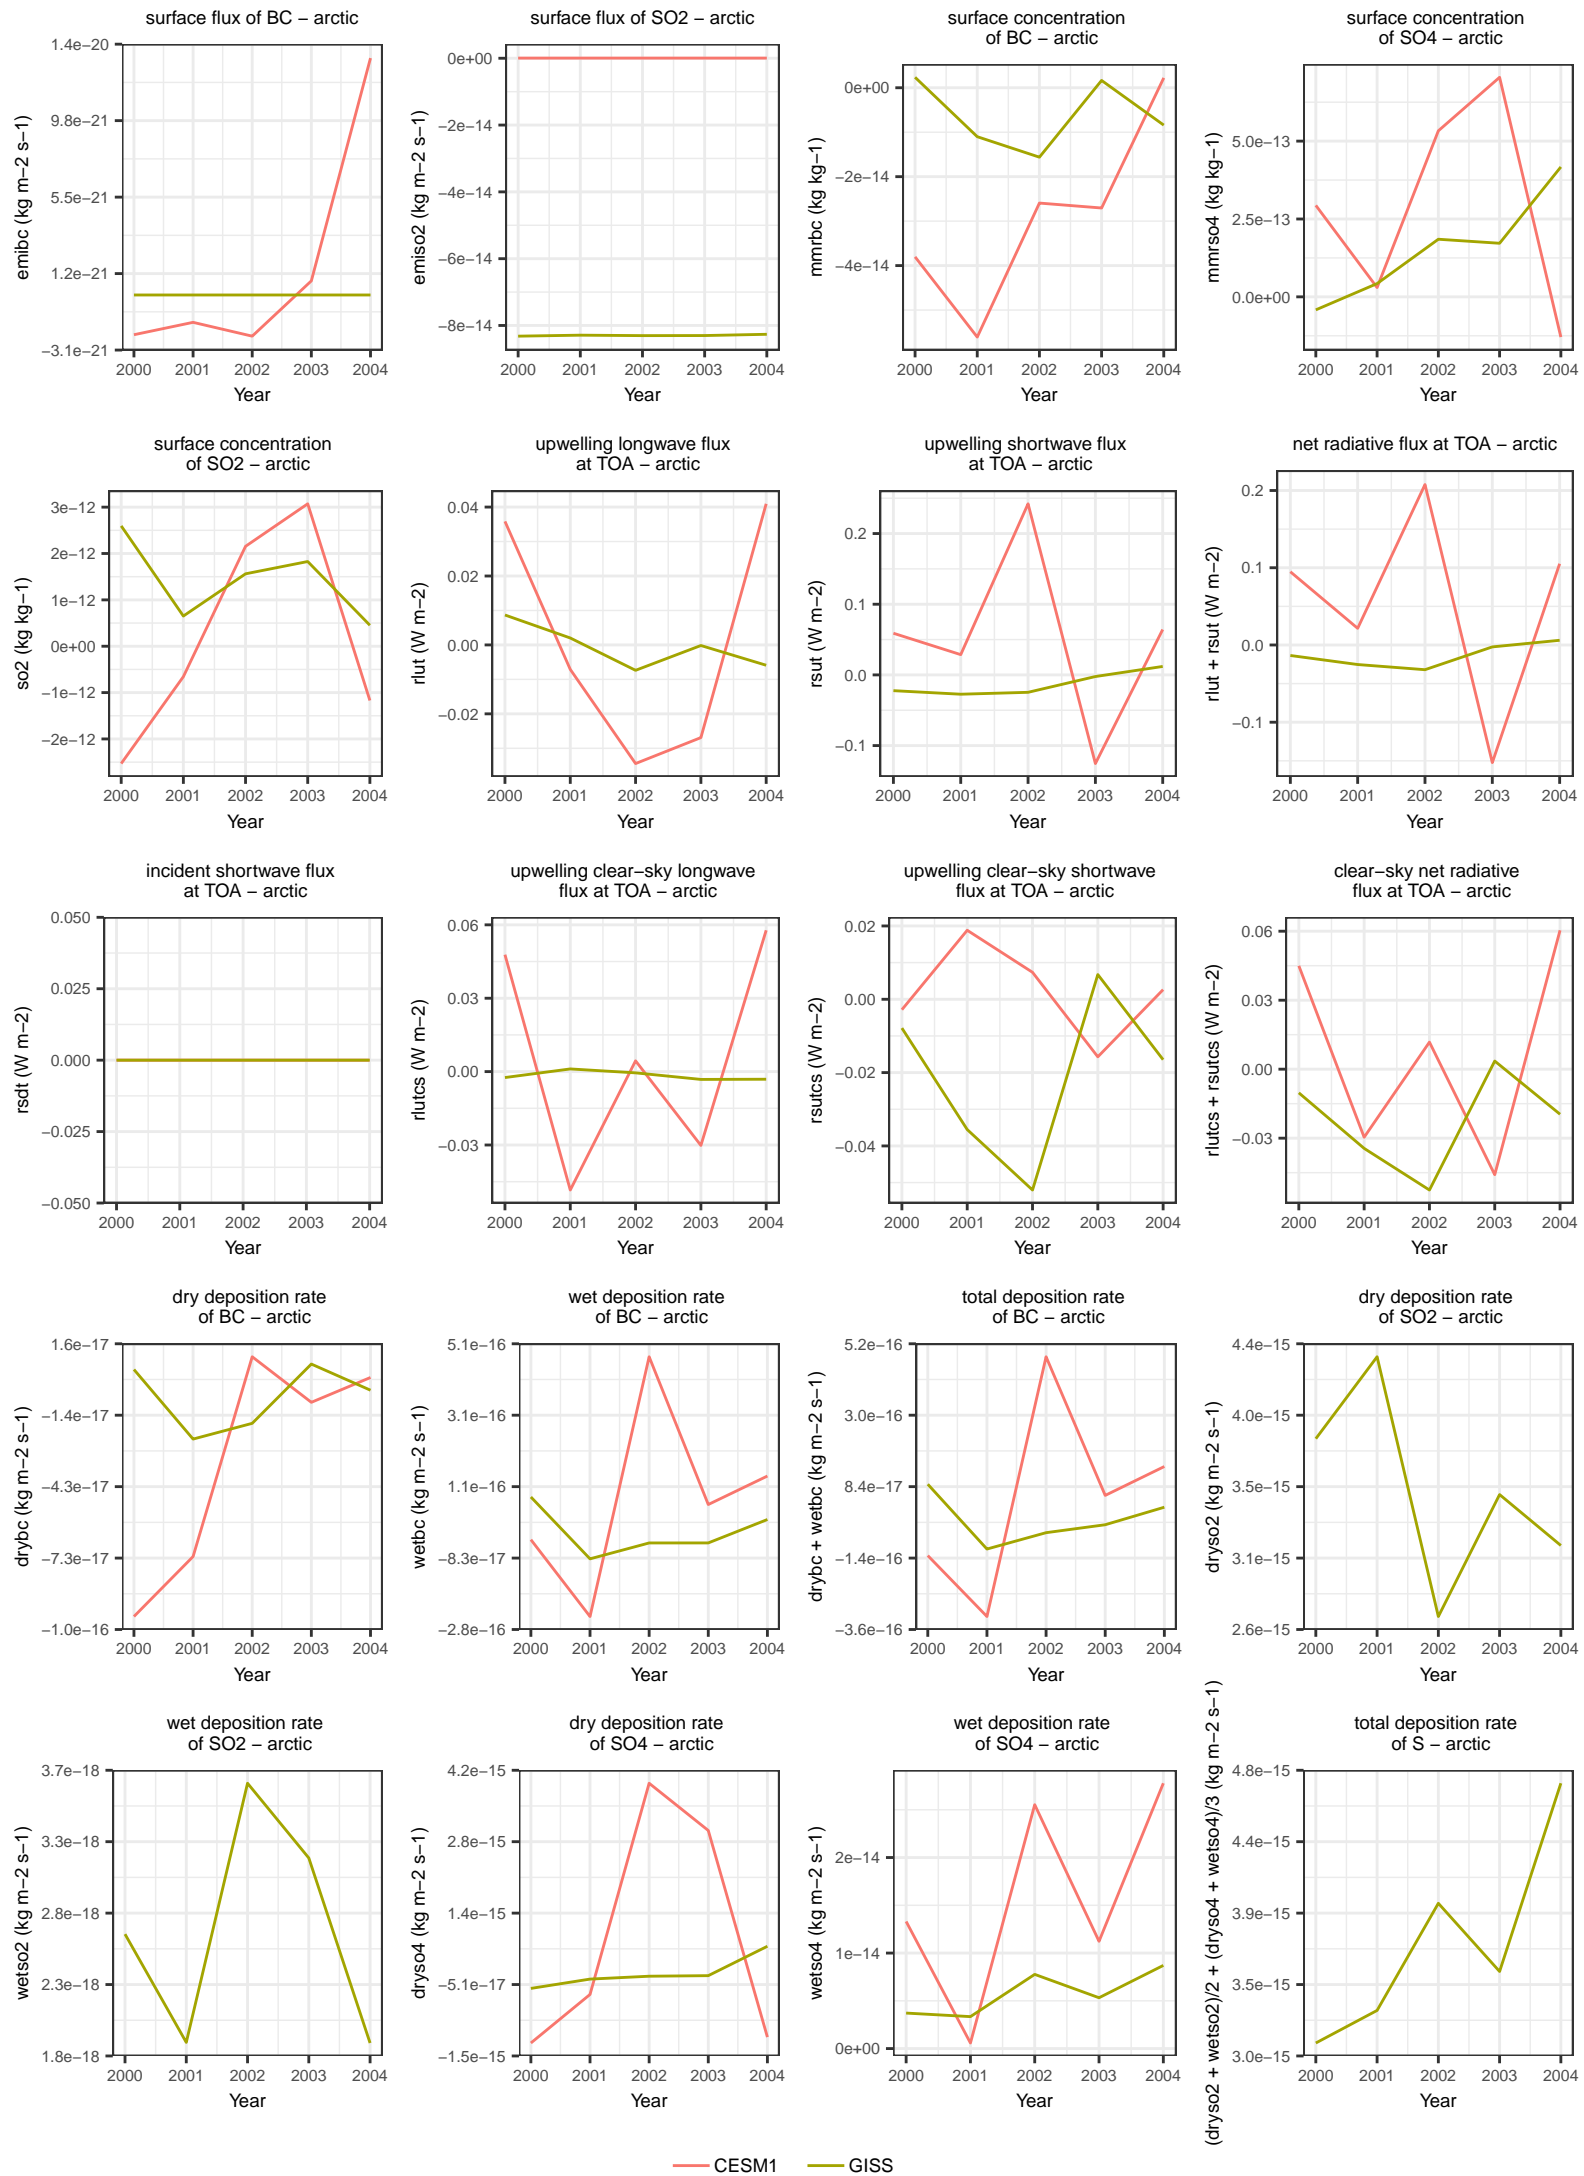 surface flux of BC − arctic
emibc (kg m−2 s−1)
1.4e−20
9.8e−21
5.5e−21
1.2e−21
−3.1e−21
2000 2001 2002 2003 2004
Year
surface flux of SO2 − arctic
emiso2 (kg m−2 s−1)
0e+00
−2e−14
−4e−14
−6e−14
−8e−14
2000 2001 2002 2003 2004
Year
surface concentration
of BC − arctic
mmrbc (kg kg−1)
0e+00
−2e−14
−4e−14
2000 2001 2002 2003 2004
Year
surface concentration
of SO4 − arctic
mmrso4 (kg kg−1)
5.0e−13
2.5e−13
0.0e+00
2000 2001 2002 2003 2004
Year
surface concentration
of SO2 − arctic
so2 (kg kg−1)
3e−12
2e−12
1e−12
0e+00
−1e−12
−2e−12
2000 2001 2002 2003 2004
Year
upwelling longwave flux
at TOA − arctic
rlut (W m−2)
0.04
0.02
0.00
−0.02
2000 2001 2002 2003 2004
Year
upwelling shortwave flux
at TOA − arctic
rsut (W m−2)
0.2
0.1
0.0
−0.1
2000 2001 2002 2003 2004
Year
net radiative flux at TOA − arctic
rlut + rsut (W m−2)
0.2
0.1
0.0
−0.1
2000 2001 2002 2003 2004
Year
incident shortwave flux
at TOA − arctic
rsdt (W m−2)
0.050
0.025
0.000
−0.025
−0.050
2000 2001 2002 2003 2004
Year
upwelling clear−sky longwave
flux at TOA − arctic
rlutcs (W m−2)
0.06
0.03
0.00
−0.03
2000 2001 2002 2003 2004
Year
upwelling clear−sky shortwave
flux at TOA − arctic
rsutcs (W m−2)
0.02
0.00
−0.02
−0.04
2000 2001 2002 2003 2004
Year
clear−sky net radiative
flux at TOA − arctic
rlutcs + rsutcs (W m−2)
0.06
0.03
0.00
−0.03
2000 2001 2002 2003 2004
Year
dry deposition rate
of BC − arctic
drybc (kg m−2 s−1)
1.6e−17
−1.4e−17
−4.3e−17
−7.3e−17
−1.0e−16
2000 2001 2002 2003 2004
Year
wet deposition rate
of BC − arctic
wetbc (kg m−2 s−1)
5.1e−16
3.1e−16
1.1e−16
−8.3e−17
−2.8e−16
2000 2001 2002 2003 2004
Year
total deposition rate
of BC − arctic
drybc + wetbc (kg m−2 s−1)
5.2e−16
3.0e−16
8.4e−17
−1.4e−16
−3.6e−16
2000 2001 2002 2003 2004
Year
dry deposition rate
of SO2 − arctic
dryso2 (kg m−2 s−1)
4.4e−15
4.0e−15
3.5e−15
3.1e−15
2.6e−15
2000 2001 2002 2003 2004
Year
wet deposition rate
of SO2 − arctic
wetso2 (kg m−2 s−1)
3.7e−18
3.3e−18
2.8e−18
2.3e−18
1.8e−18
2000 2001 2002 2003 2004
Year
dry deposition rate
of SO4 − arctic
dryso4 (kg m−2 s−1)
4.2e−15
2.8e−15
1.4e−15
−5.1e−17
−1.5e−15
2000 2001 2002 2003 2004
Year
wet deposition rate
of SO4 − arctic
wetso4 (kg m−2 s−1)
2e−14
1e−14
0e+00
2000 2001 2002 2003 2004
Year
total deposition rate
of S − arctic
(dryso2 + wetso2)/2 + (dryso4 + wetso4)/3 (kg m−2 s−1)
4.8e−15
4.4e−15
3.9e−15
3.5e−15
3.0e−15
2000 2001 2002 2003 2004
Year
CESM1 GISS